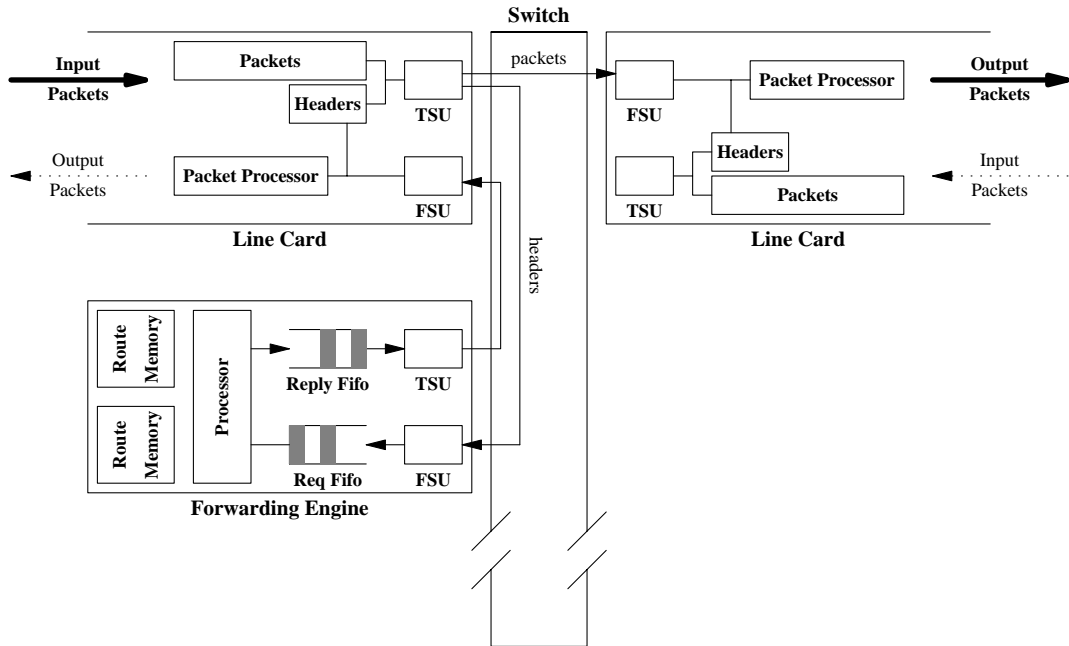 Switch
Input
Packets
Packets
Headers
TSU
packets
FSU
Packet Processor
Output
Packets
Output
Packets
Packet Processor
FSU
Headers
TSU
Packets
Input
Packets
Line Card
Line Card
headers
Route
Memory
Processor
Reply Fifo
TSU
Route
Memory
Req Fifo
FSU
Forwarding Engine